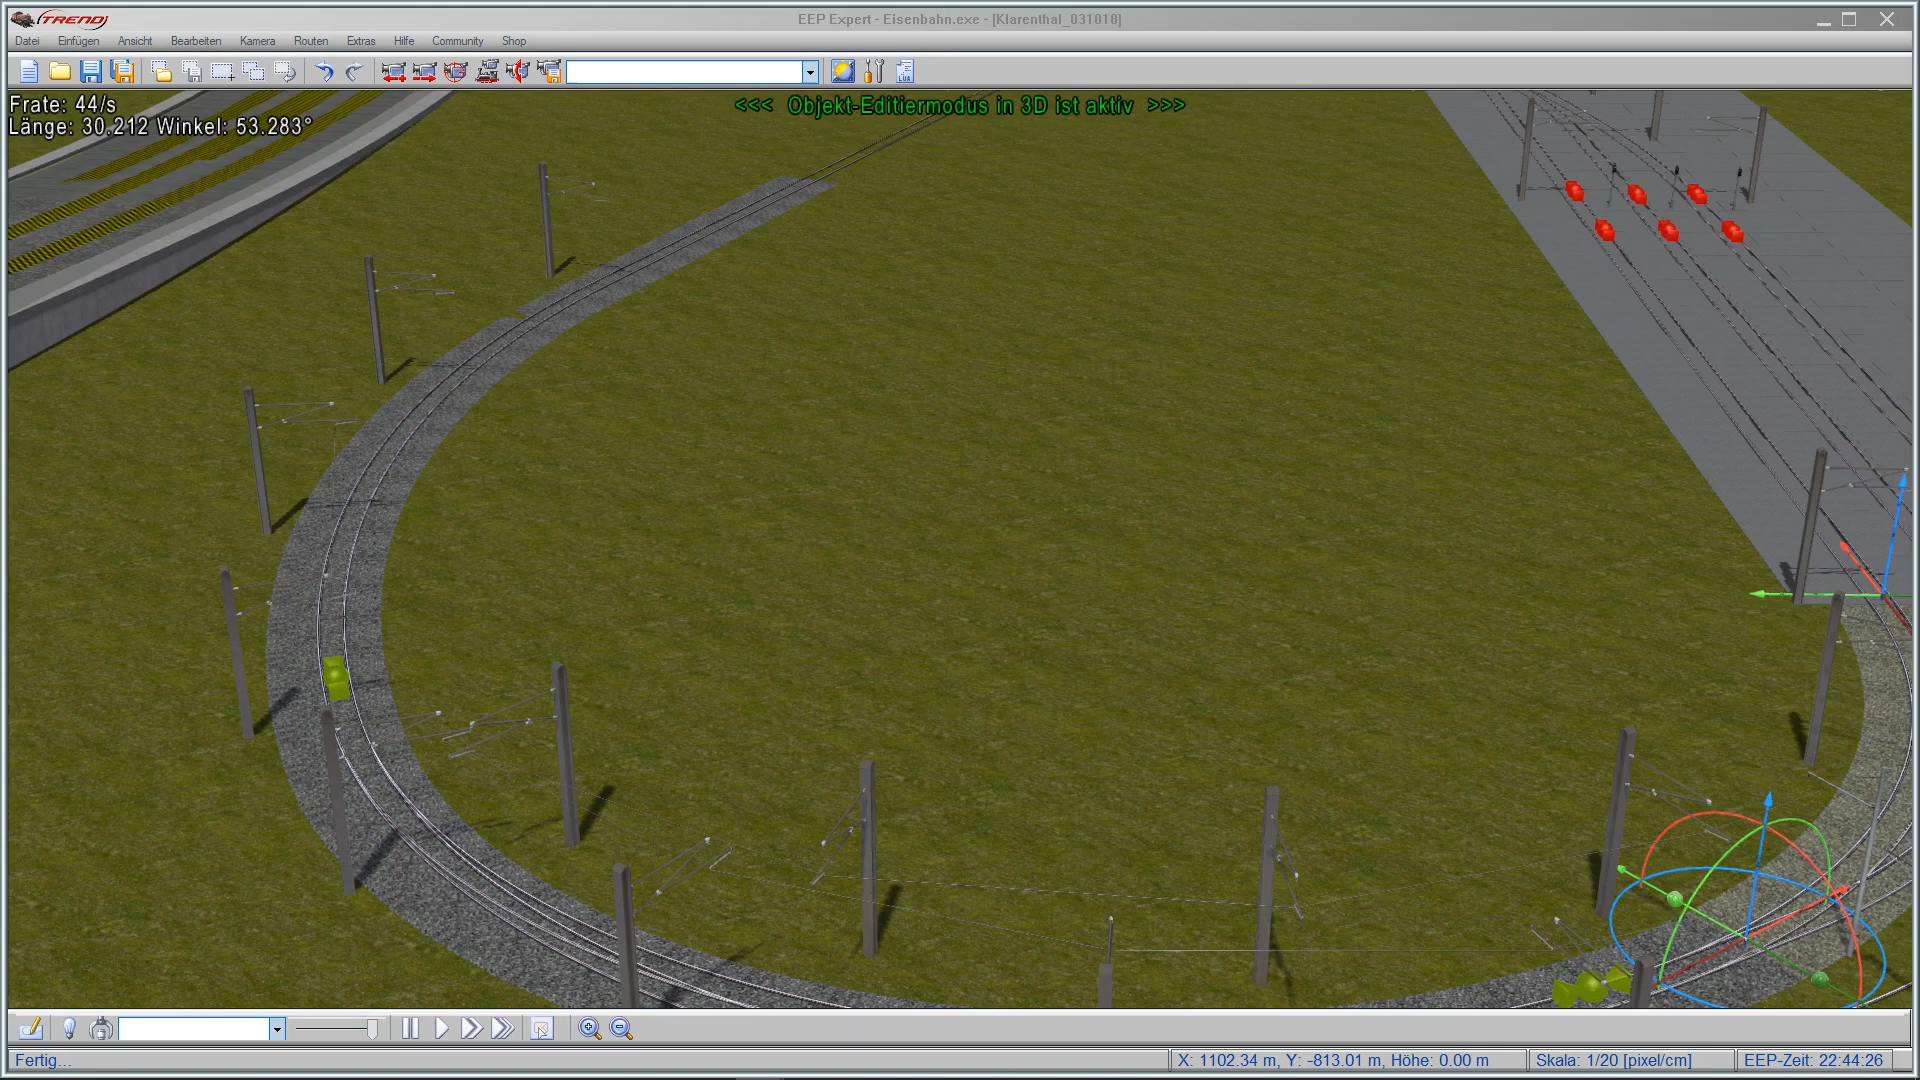 TREND
EEP Expert - Eisenbahn.exe - [Klarenthal_031018]
Datei Einfügen Ansicht Bearbeiten Kamera Routen Extras Hilfe Community Shop
LUA
Frate: 44/s
<<< Objekt-Editiermodus in 3D ist aktiv >>>
Länge: 30.212 Winkel: 53.283°
Fertig...
X: 1102.34 m, Y: -813.01 m, Höhe: 0.00 m
Skala: 1/20 [pixel/cm]
EEP-Zeit: 22:44:26